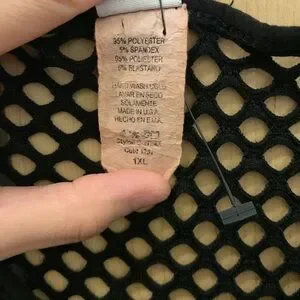 95% POLYESTER
5% SPANDEX
95% POLIESTER
5% ELASTANO
HAND WASH COLD
LAVAR EN SECO
SOLAMENTE
MADE IN U.S.A.
HECHO EN E.U.A.
1XL